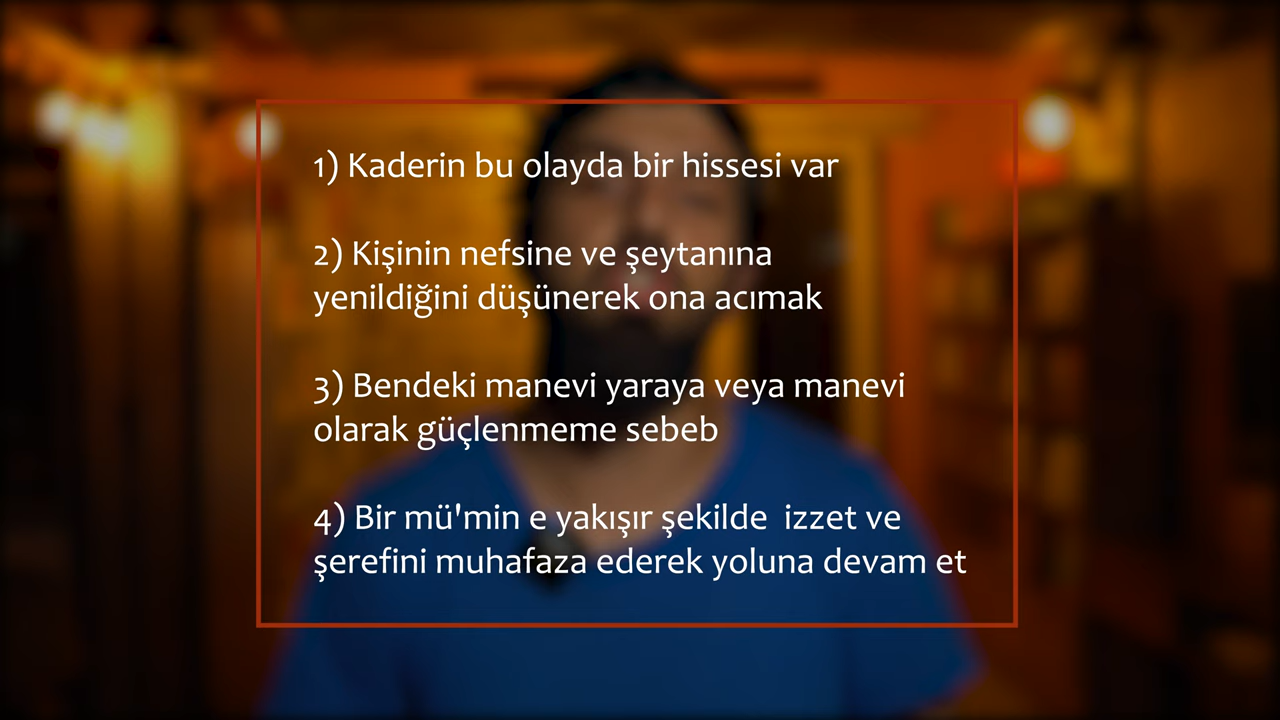 1) Kaderin bu olayda bir hissesi var
2) Kişinin nefsine ve şeytanına
yenildiğini düşünerek ona acımak
3) Bendeki manevi yaraya veya manevi
olarak güçlenmeme sebeb
4) Bir mü'min e yakışır şekilde  izzet ve
şerefini muhafaza ederek yoluna devam et